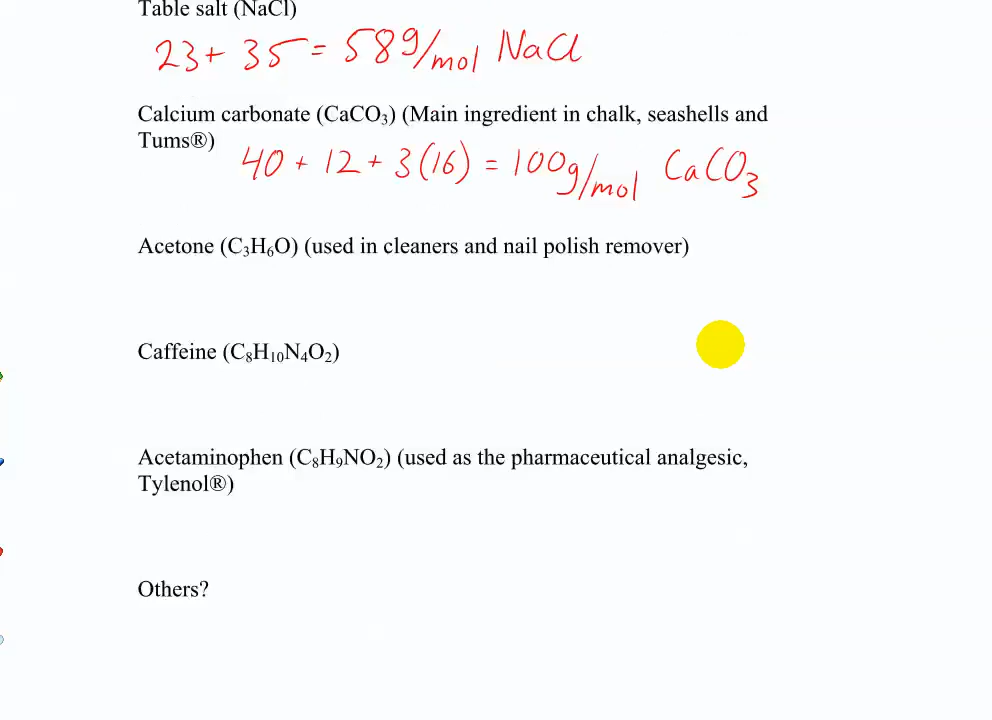 Table salt (NaCl)
23 + 35 = 58g/mol NaCl
Calcium carbonate (CaCO₃) (Main ingredient in chalk, seashells and
Tums®)
40 + 12 + 3(16) = 100g/mol CaCO₃
Acetone (C₃H₆O) (used in cleaners and nail polish remover)
Caffeine (C₈H₁₀N₄O₂)
Acetaminophen (C₈H₉NO₂) (used as the pharmaceutical analgesic,
Tylenol®)
Others?